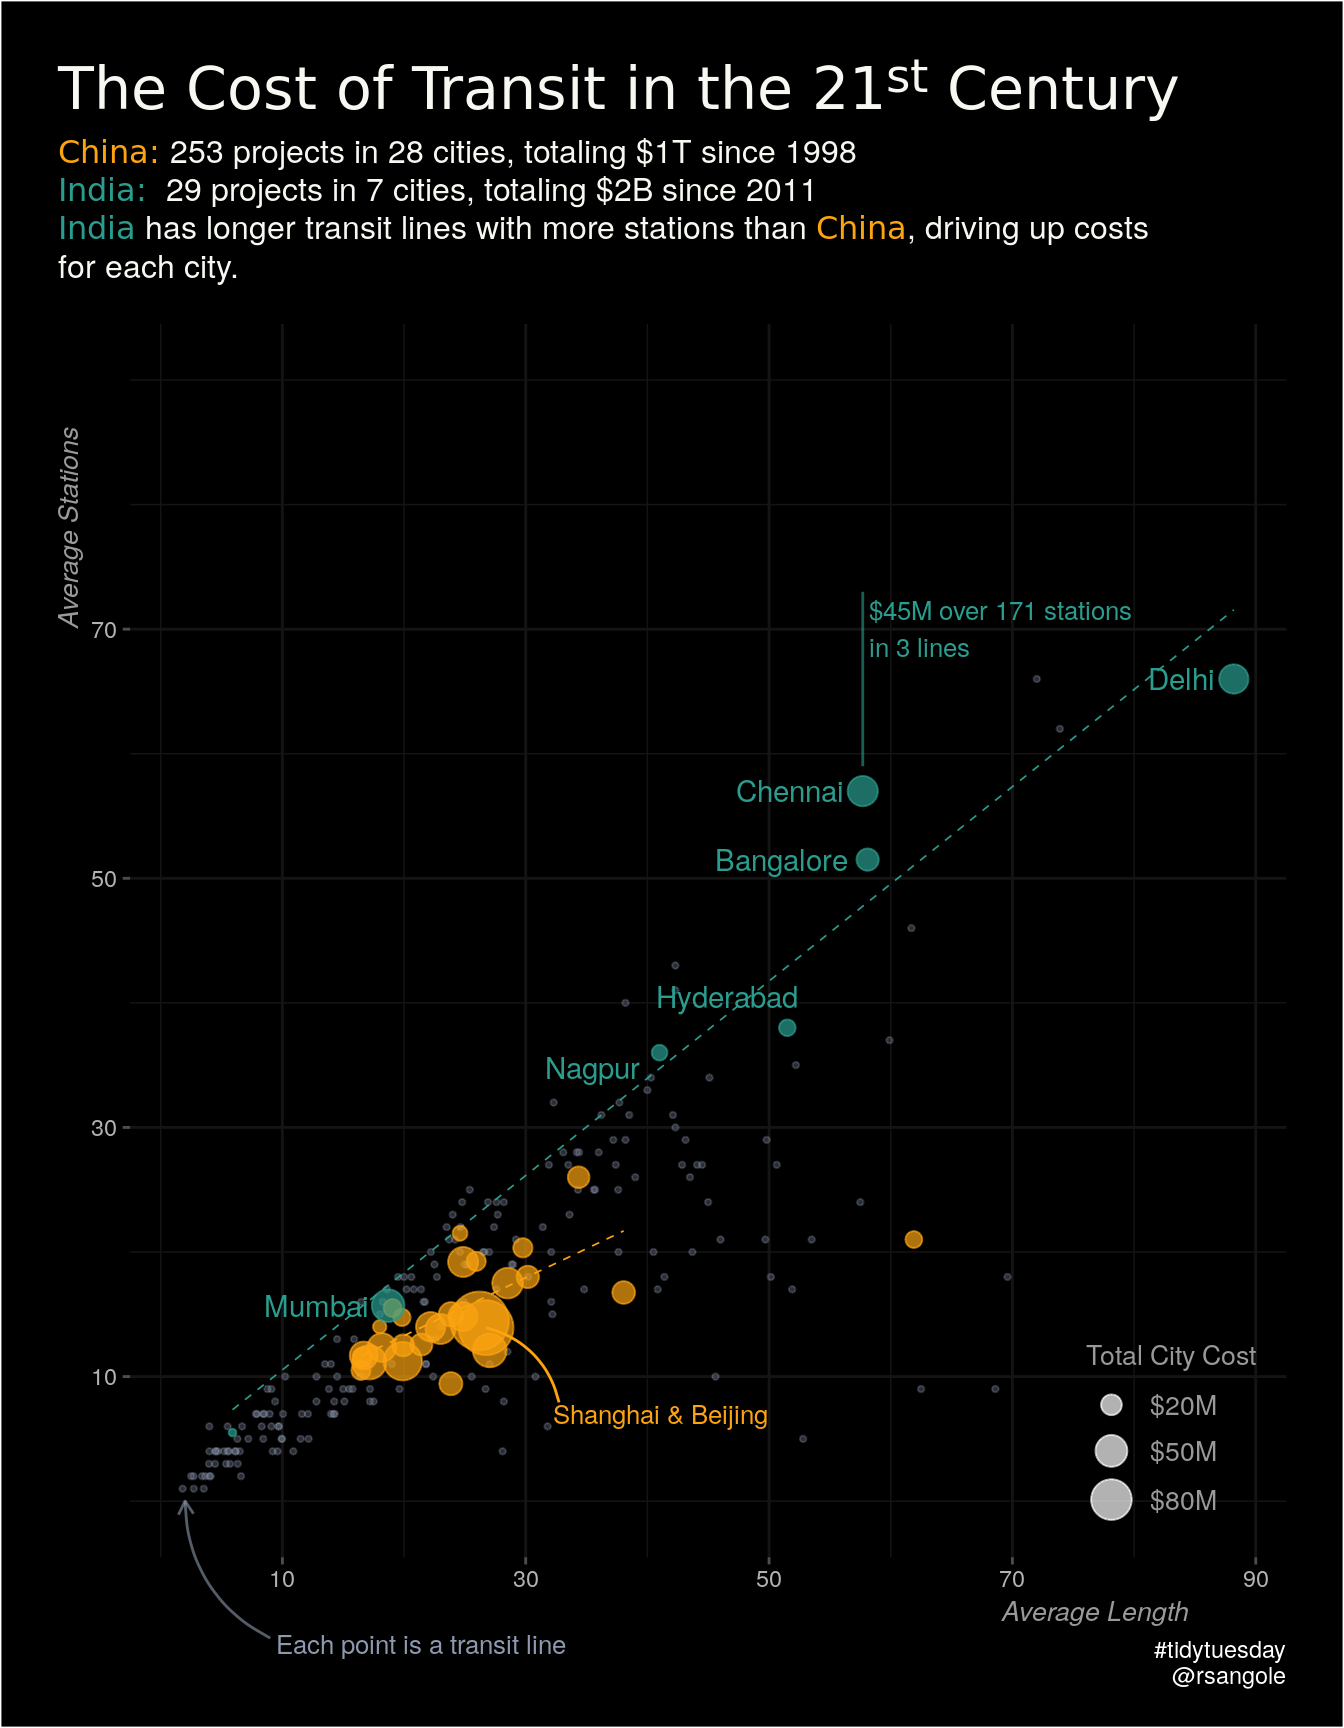 The Cost of Transit in the 21st Century
China: 253 projects in 28 cities, totaling $1T since 1998
India: 29 projects in 7 cities, totaling $2B since 2011
India has longer transit lines with more stations than China, driving up costs
for each city.
Average Stations
$45M over 171 stations
in 3 lines
70
Delhi
Chennai
Bangalore
50
Hyderabad
Nagpur
30
Mumbai
Total City Cost
10
$20M
Shanghai & Beijing
$50M
$80M
10
30
50
70
90
Average Length
Each point is a transit line
#tidytuesday
@rsangole